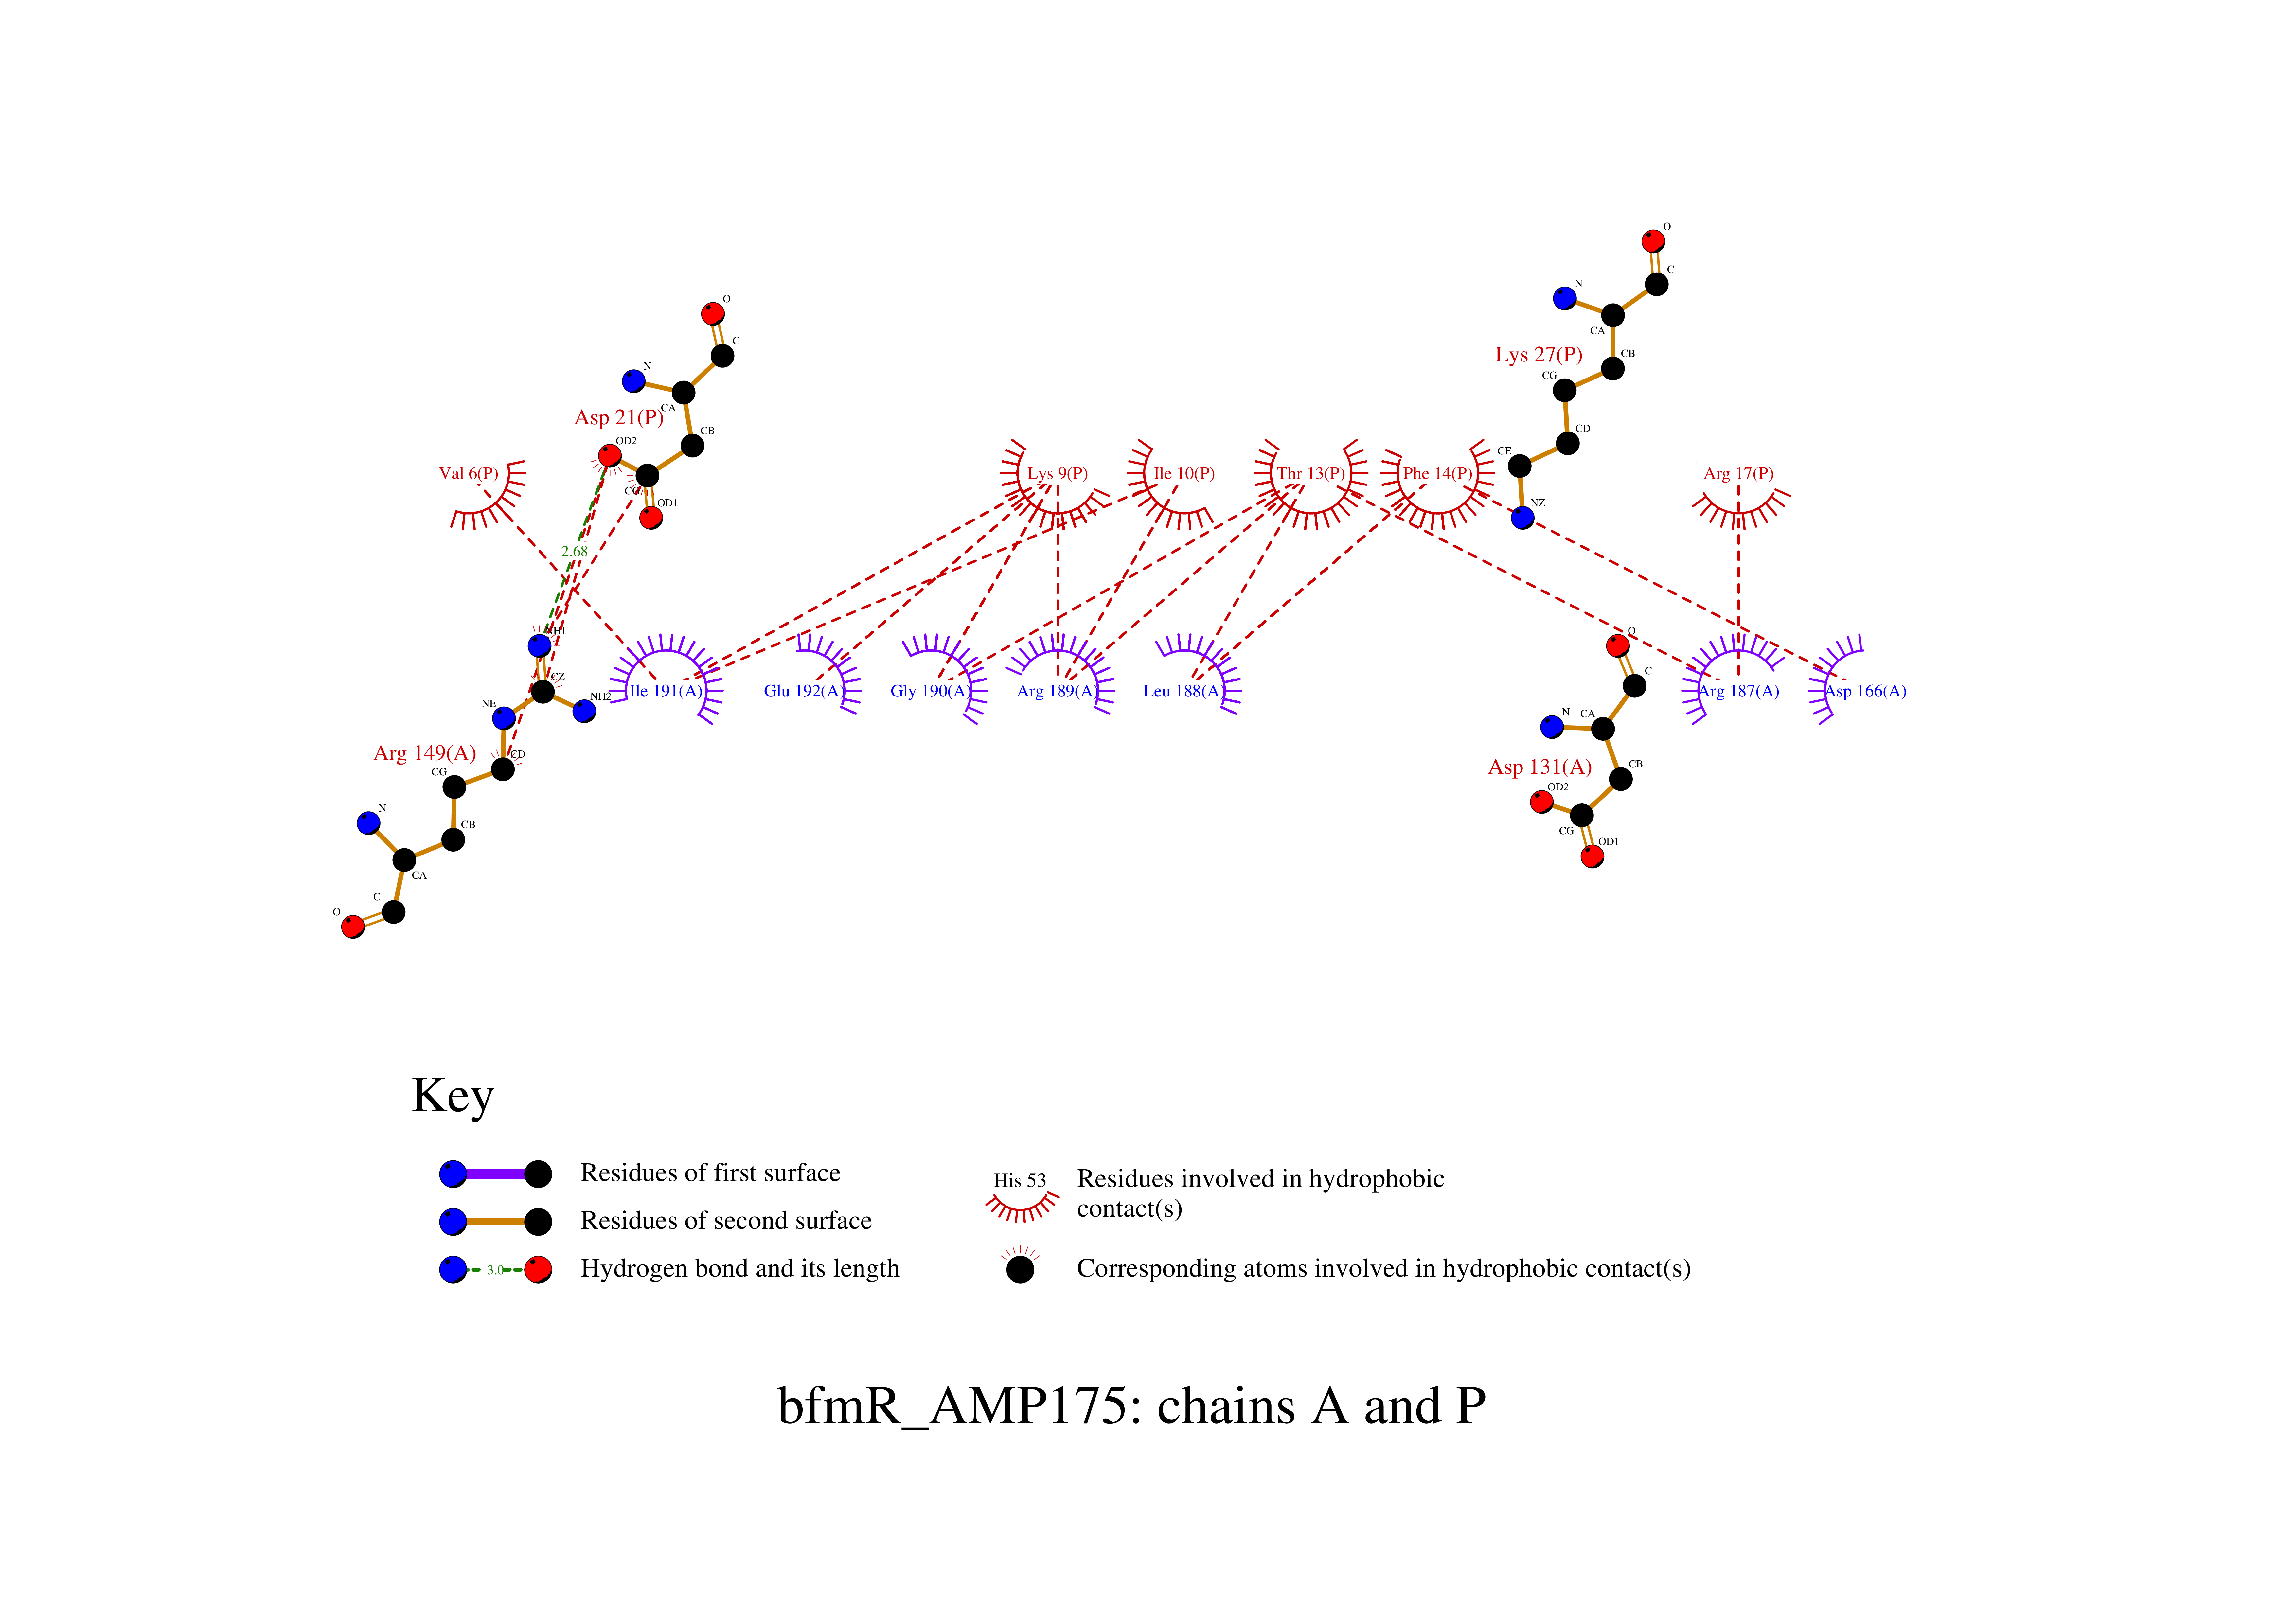 O
C
N
CA
CB
Lys 27(P)
CG
CD
CE
NZ
O
C
N
CA
Asp 21(P)
CB
OD2
CG
OD1
Val 6(P)
Lys 9(P)
Ile 10(P)
Thr 13(P)
Phe 14(P)
Arg 17(P)
2.68
NH1
CZ
NH2
NE
Arg 149(A)
CD
CG
N
CB
CA
C
O
Ile 191(A)
Glu 192(A)
Gly 190(A)
Arg 189(A)
Leu 188(A)
Arg 187(A)
Asp 166(A)
O
C
N
CA
Asp 131(A)
CB
OD2
CG
OD1
Key
Residues of first surface
Residues of second surface
3.0
Hydrogen bond and its length
His 53
Residues involved in hydrophobic
contact(s)
Corresponding atoms involved in hydrophobic contact(s)
bfmR_AMP175: chains A and P